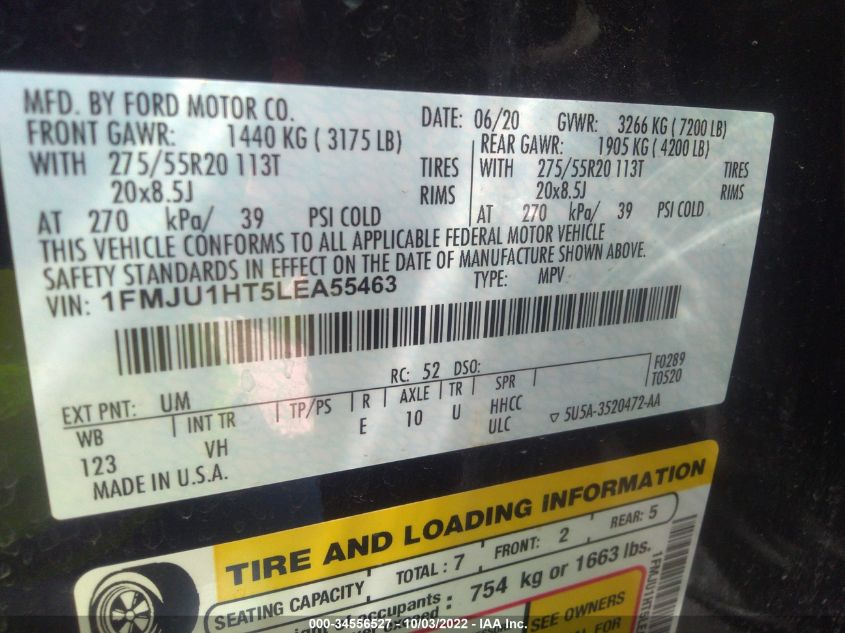 MFD. BY FORD MOTOR CO.
DATE: 06/20 GVWR: 3266 KG ( 7200 LB)
FRONT GAWR: 1440 KG ( 3175 LB)
REAR GAWR: 1905 KG ( 4200 LB)
WITH 275/55R20 113T TIRES
WITH 275/55R20 113T TIRES
20x8.5J RIMS
20x8.5J RIMS
AT 270 kPa/ 39 PSI COLD
AT 270 kPa/ 39 PSI COLD
THIS VEHICLE CONFORMS TO ALL APPLICABLE FEDERAL MOTOR VEHICLE
SAFETY STANDARDS IN EFFECT ON THE DATE OF MANUFACTURE SHOWN ABOVE.
VIN: 1FMJU1HT5LEA55463 TYPE: MPV
RC: 52 DSO: F0289
T0520
EXT PNT: UM
WB INT TR TP/PS R AXLE TR SPR
123 VH E 10 U HHCC
ULC
5U5A-3520472-AA
MADE IN U.S.A.
TIRE AND LOADING INFORMATION
SEATING CAPACITY TOTAL : 7 FRONT: 2 REAR: 5
occupants : 754 kg or 1663 lbs.
SEE OWNERS
FOR
000-34556527 - 10/03/2022 - IAA Inc.